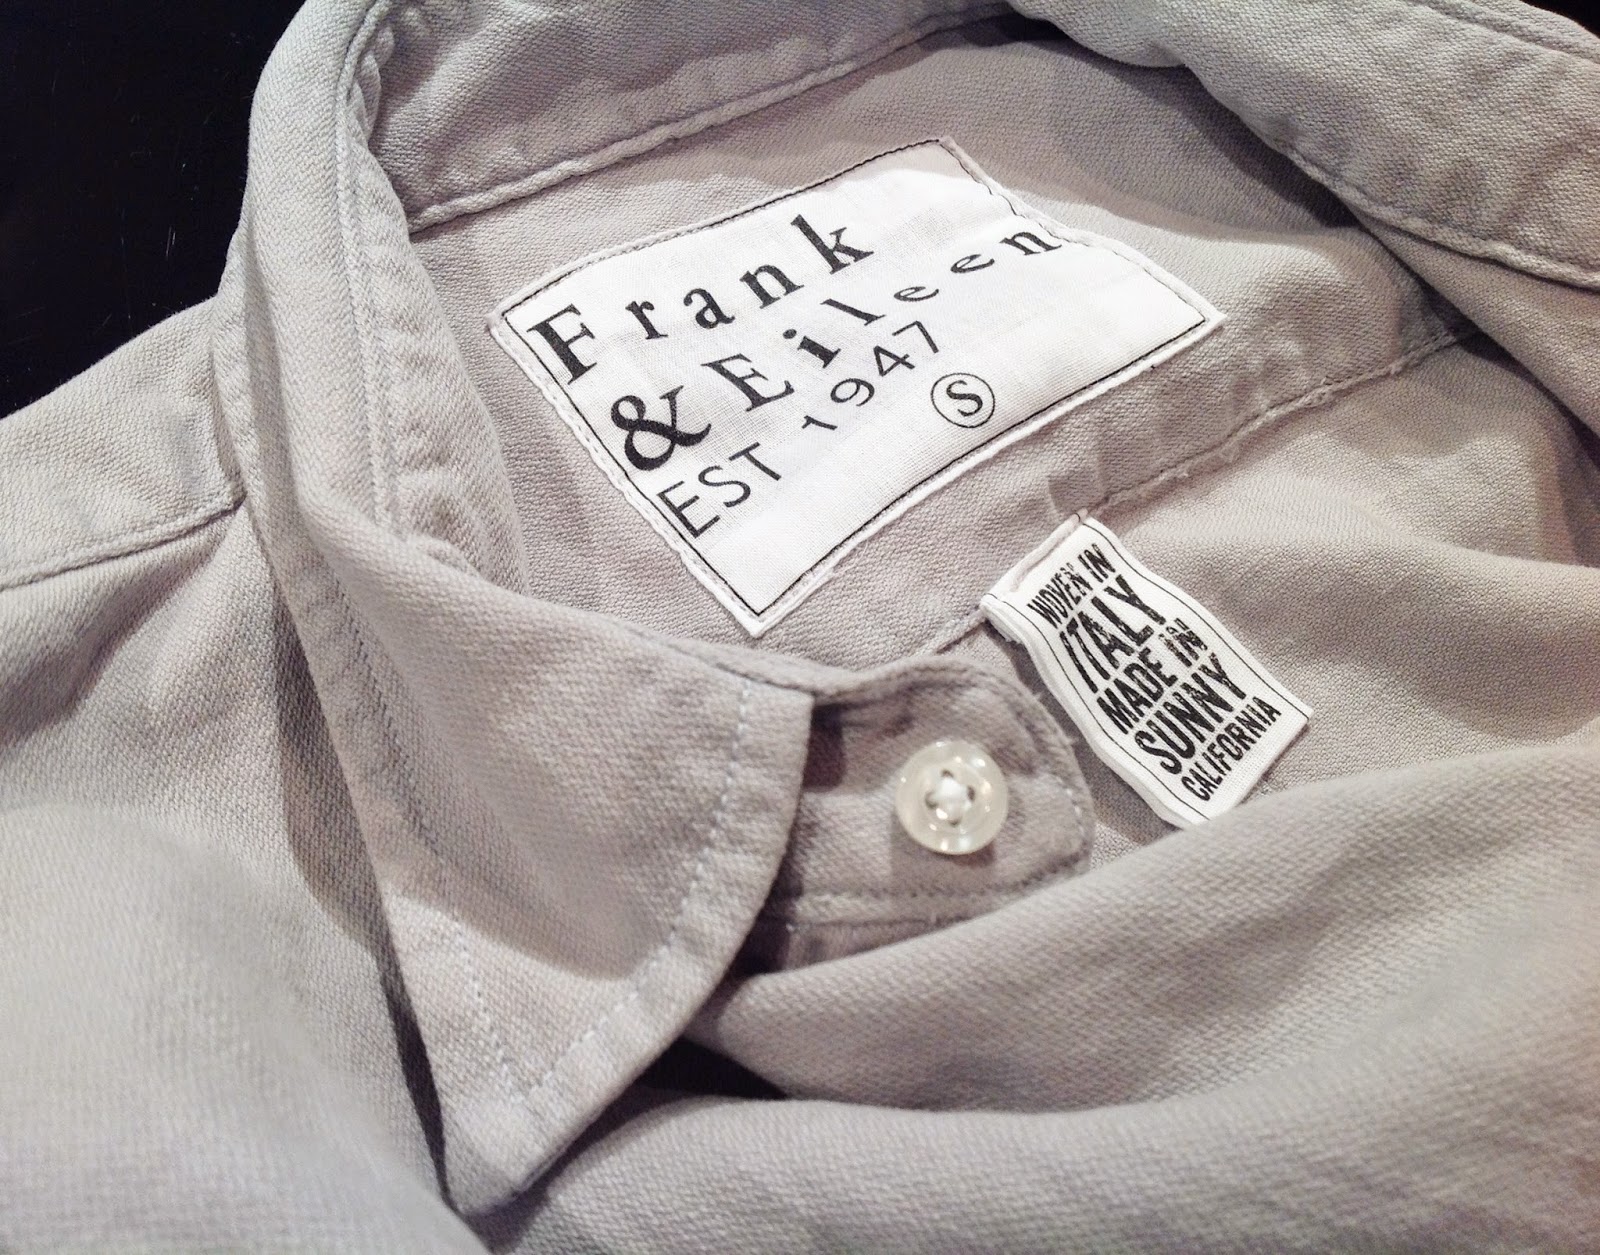 Frank
& Eileen
EST 1947
S
WOVEN IN
ITALY
MADE IN
SUNNY
CALIFORNIA